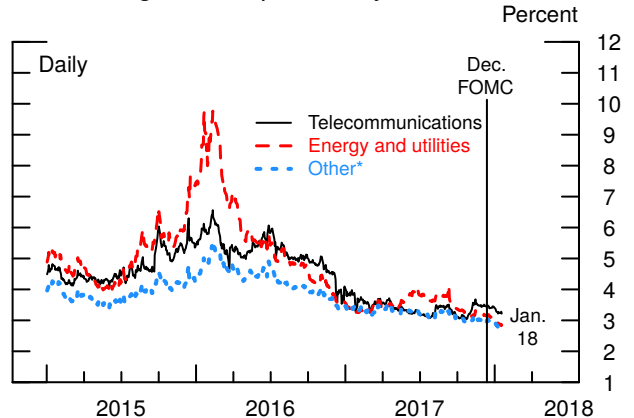 Percent
Daily
Dec.
FOMC
Telecommunications
Energy and utilities
Other*
12
11
10
9
8
7
6
5
4
3
2
1
Jan.
18
2015 2016 2017 2018